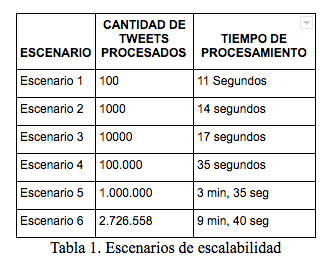 ESCENARIO CANTIDAD DE TWEETS PROCESADOS TIEMPO DE PROCESAMIENTO
Escenario 1 100 11 Segundos
Escenario 2 1000 14 segundos
Escenario 3 10000 17 segundos
Escenario 4 100.000 35 segundos
Escenario 5 1.000.000 3 min, 35 seg
Escenario 6 2.726.558 9 min, 40 seg
Tabla 1. Escenarios de escalabilidad